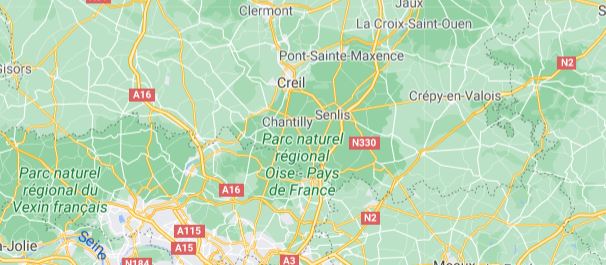 Clermont
Jaux
La Croix-Saint-Ouen
Pont-Sainte-Maxence
N2
Gisors
Creil
A16
Crépy-en-Valois
Chantilly
Senlis
N330
Parc naturel
régional
Oise - Pays
de France
Parc naturel
régional du
Vexin français
A16
N2
A115
A15
Seine
n-Jolie
A3
N184
Meaux